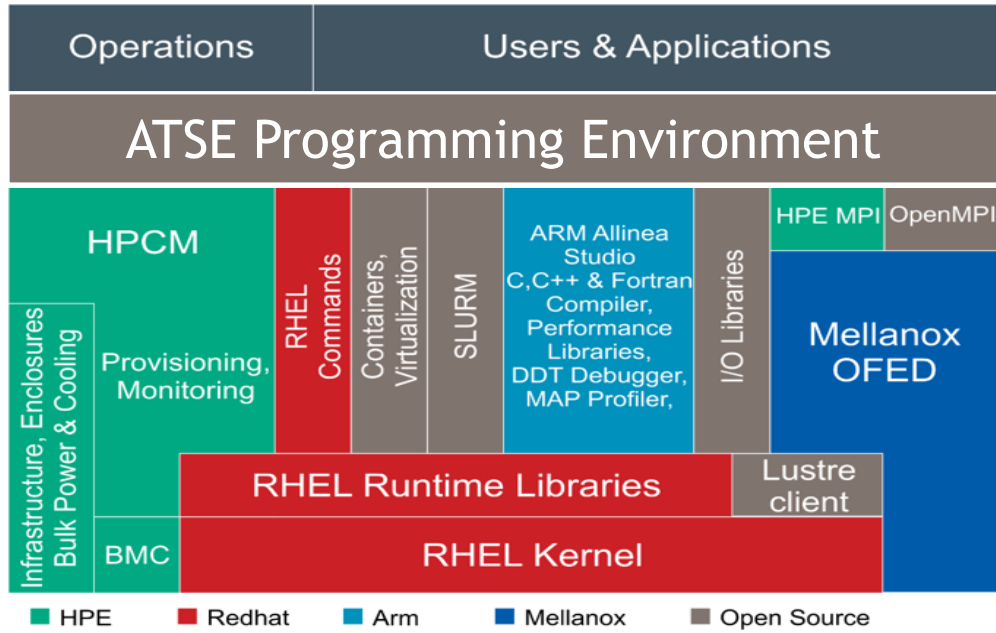 Operations
Users & Applications
ATSE Programming Environment
HPCM
Provisioning,
Monitoring
Infrastructure, Enclosures
Bulk Power & Cooling
BMC
RHEL
Commands
Containers,
Virtualization
SLURM
ARM Allinea
Studio
C,C++ & Fortran
Compiler,
Performance
Libraries,
DDT Debugger,
MAP Profiler,
I/O Libraries
HPE MPI
OpenMPI
Mellanox
OFED
RHEL Runtime Libraries
Lustre
client
RHEL Kernel
HPE
Redhat
Arm
Mellanox
Open Source